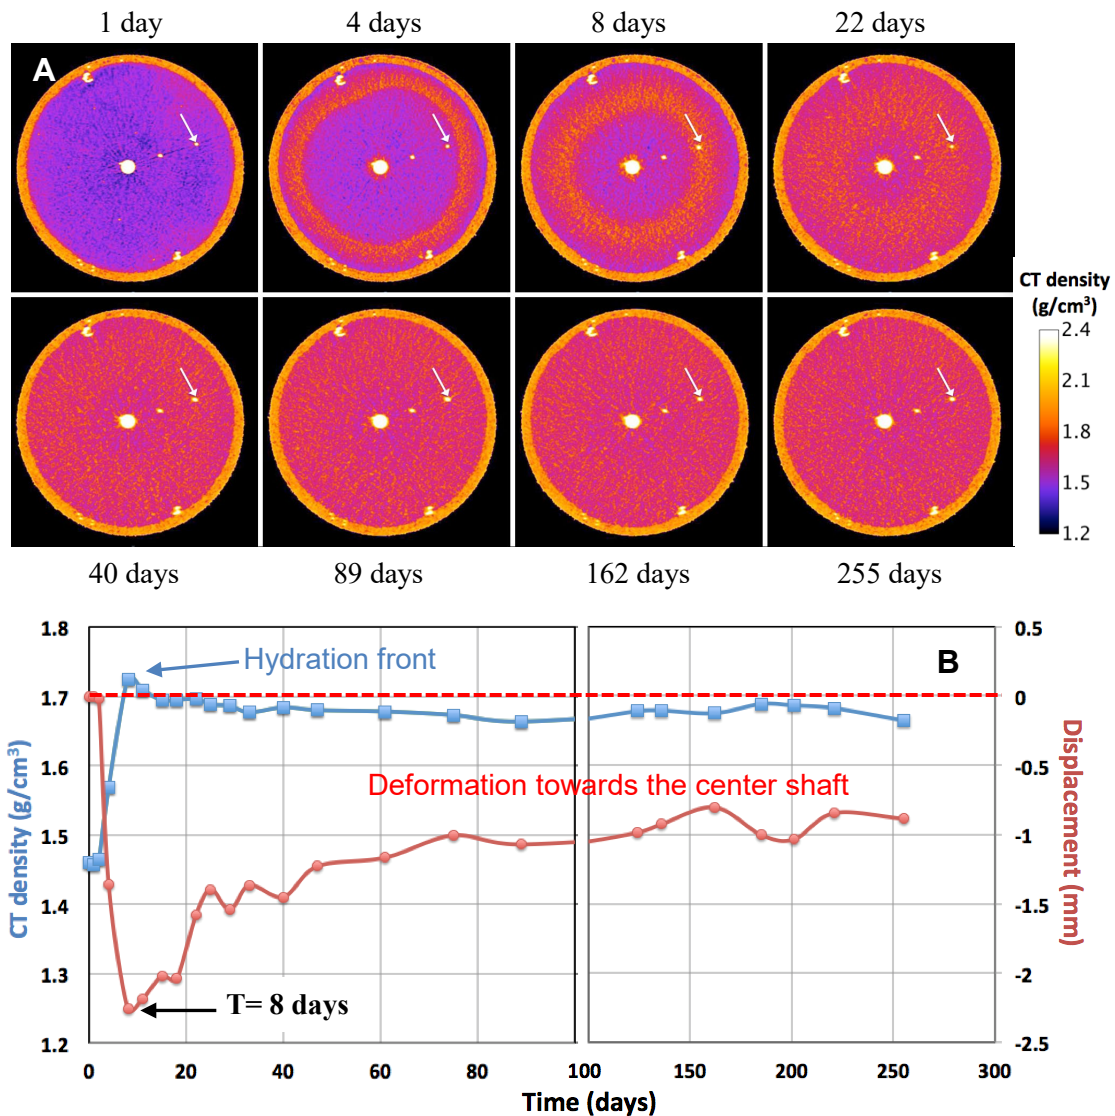 1 day 4 days 8 days 22 days
A
CT density
(g/cm³)
2.4
2.1
1.8
1.5
1.2
40 days 89 days 162 days 255 days
1.8 0.5
Hydration front B
1.7 0
1.6 -0.5
Deformation towards the center shaft
1.5 -1
1.4 -1.5
1.3 -2
T= 8 days
1.2 -2.5
CT density (g/cm³)
Displacement (mm)
0 20 40 60 80 100 150 200 250 300
Time (days)